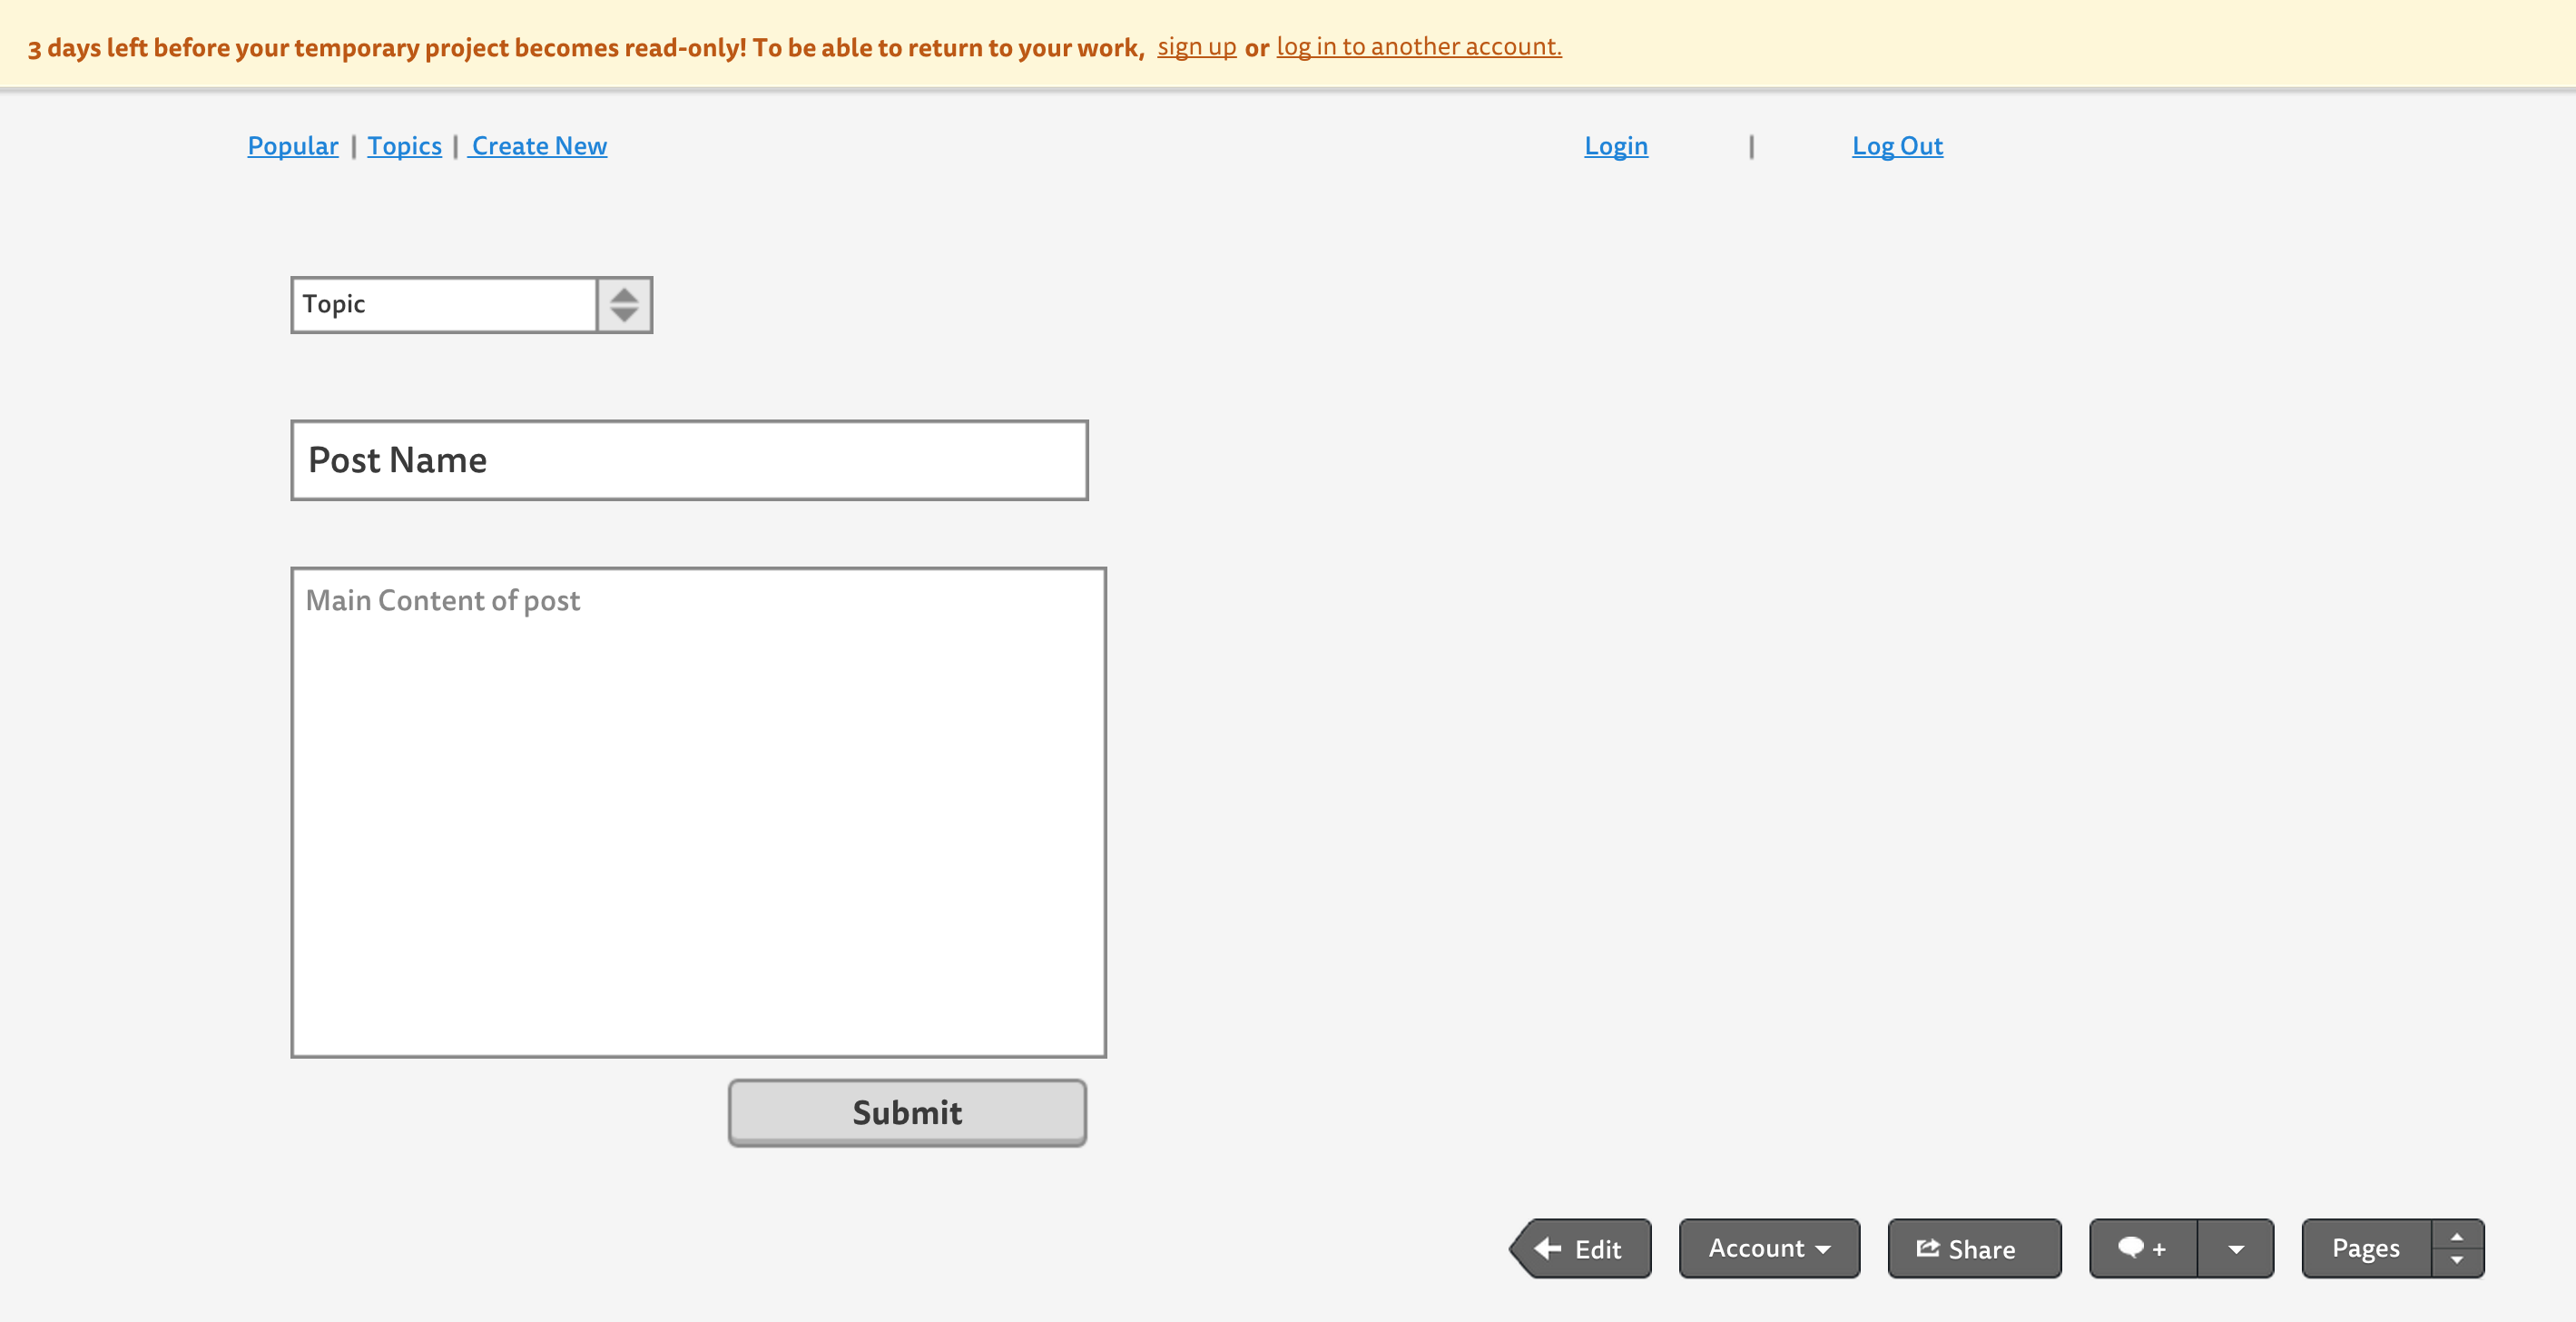 3 days left before your temporary project becomes read-only! To be able to return to your work, sign up or log in to another account.
Popular | Topics | Create New Login | Log Out
Topic
Post Name
Main Content of post
Submit
Edit Account Share + Pages